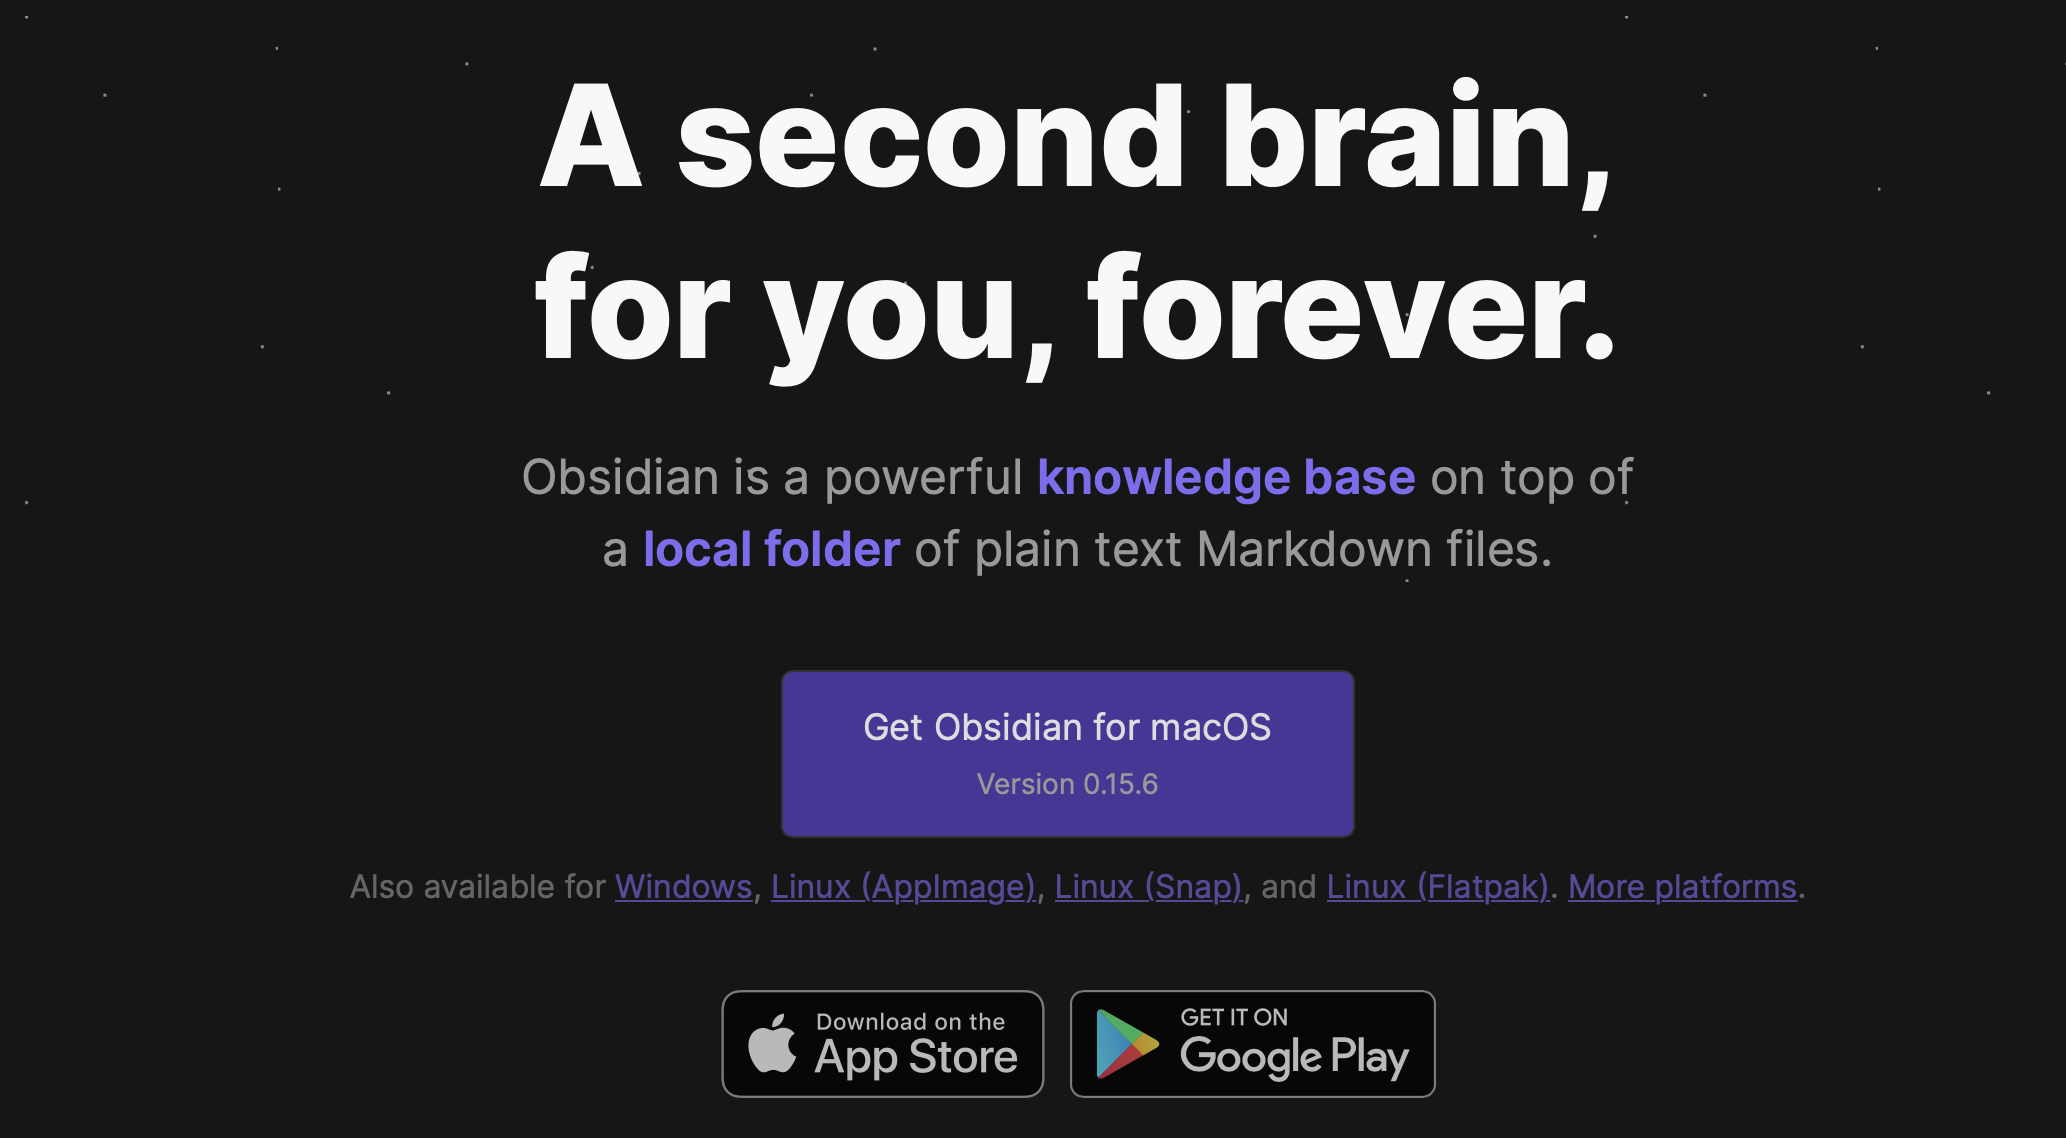 A second brain,
for you, forever.
Obsidian is a powerful knowledge base on top of
a local folder of plain text Markdown files.
Get Obsidian for macOS
Version 0.15.6
Also available for Windows, Linux (AppImage), Linux (Snap), and Linux (Flatpak). More platforms.
Download on the
App Store
GET IT ON
Google Play